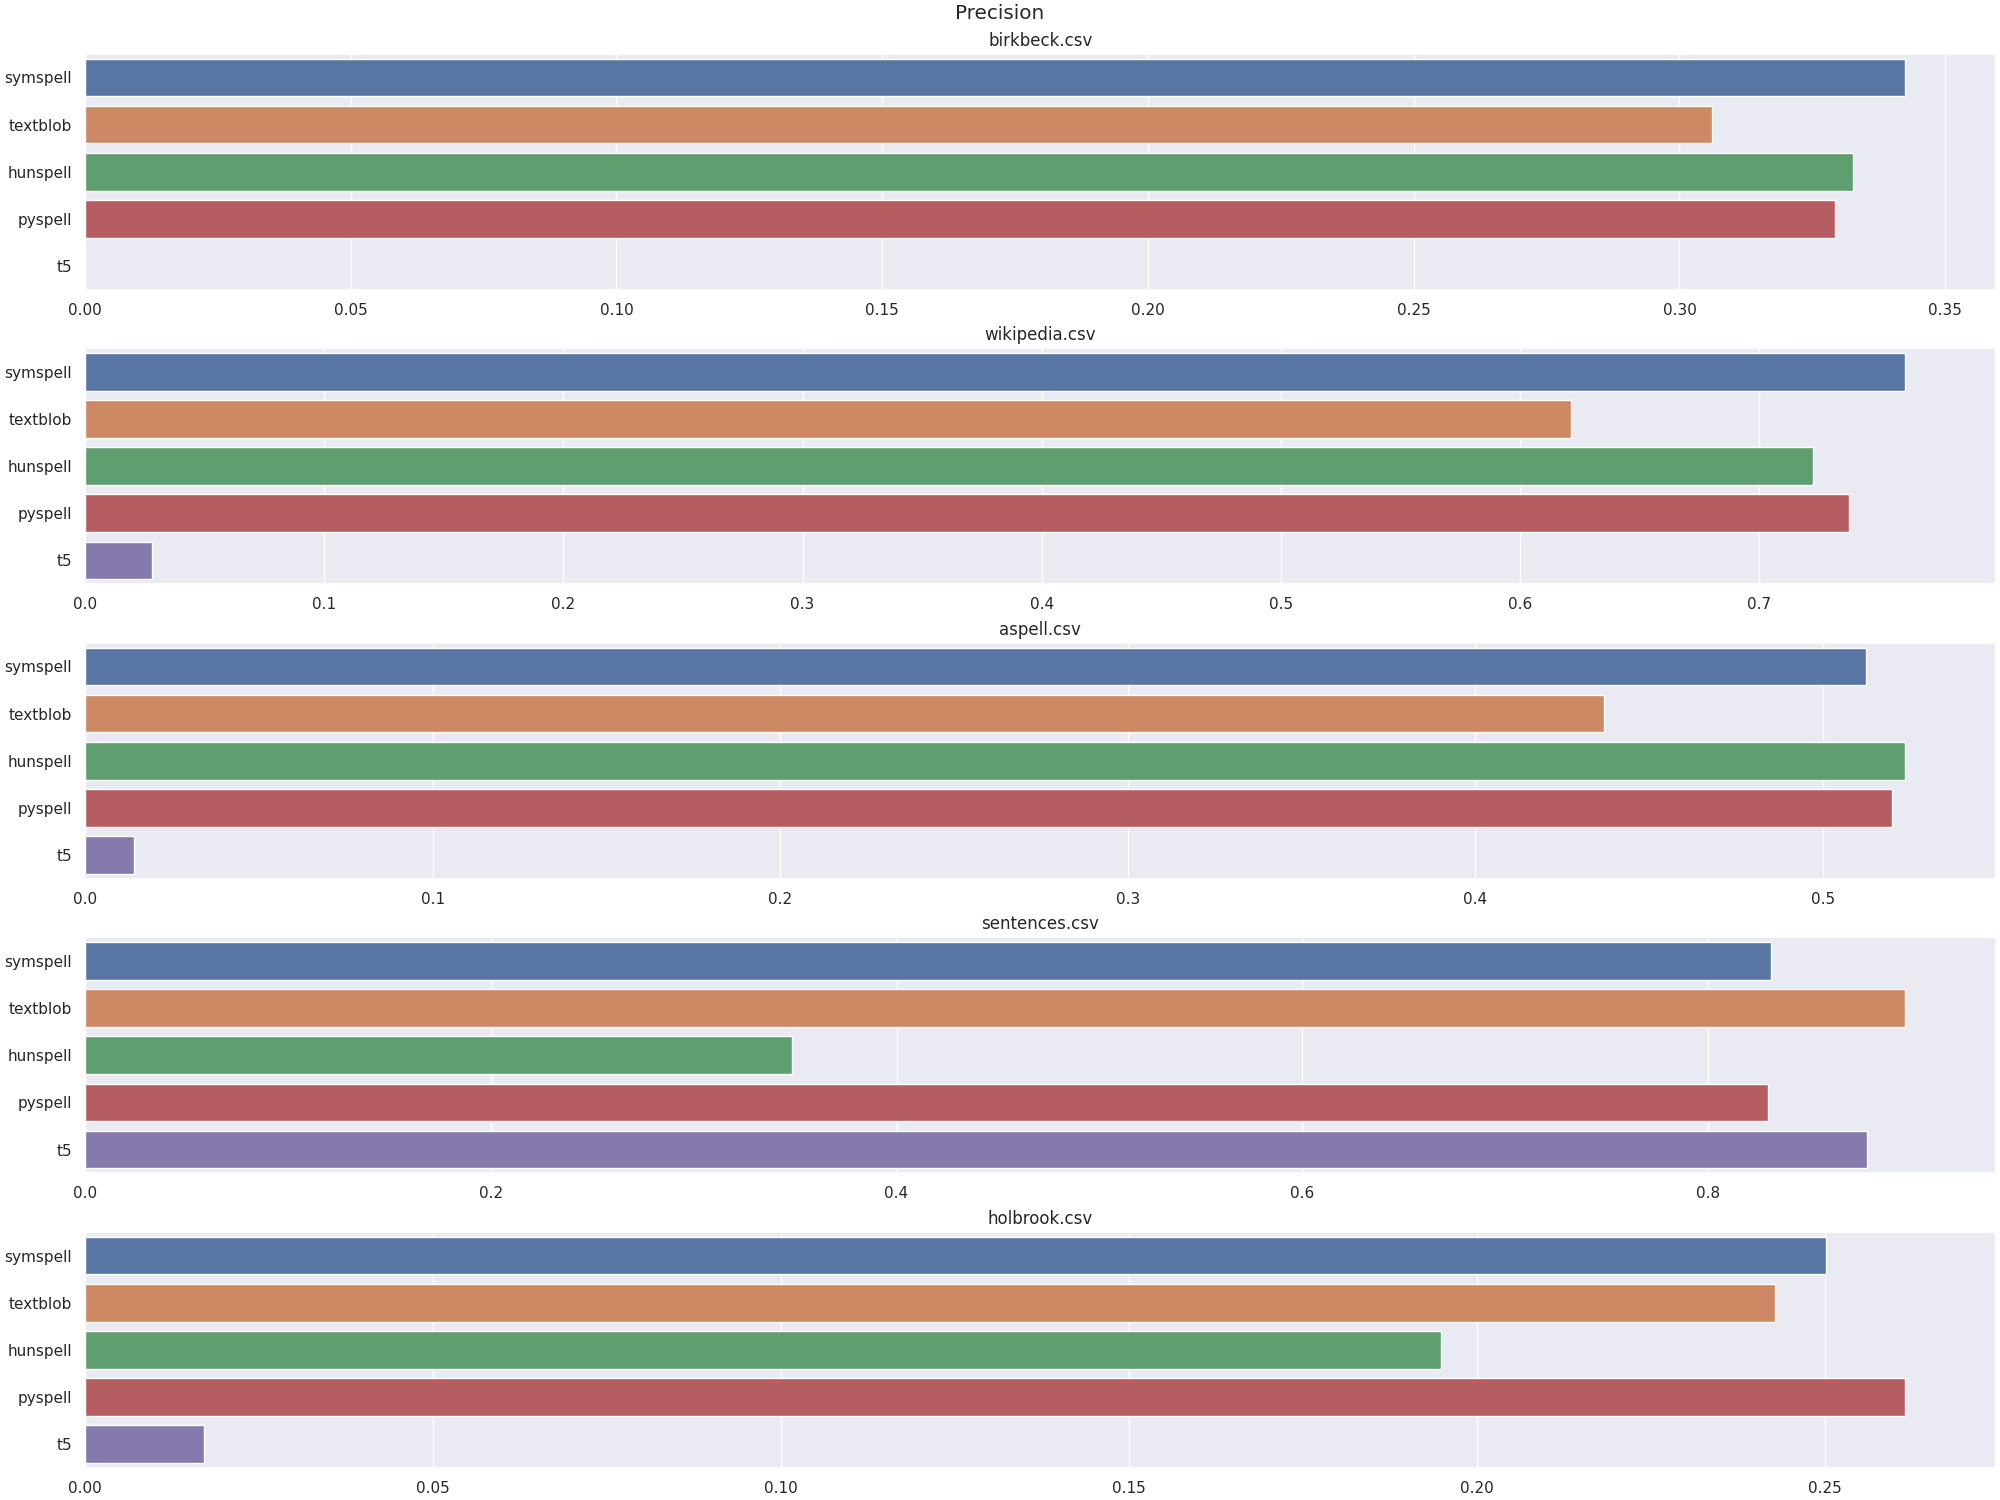 Precision
birkbeck.csv
symspell
textblob
hunspell
pyspell
t5
0.00 0.05 0.10 0.15 0.20 0.25 0.30 0.35
wikipedia.csv
symspell
textblob
hunspell
pyspell
t5
0.0 0.1 0.2 0.3 0.4 0.5 0.6 0.7
aspell.csv
symspell
textblob
hunspell
pyspell
t5
0.0 0.1 0.2 0.3 0.4 0.5
sentences.csv
symspell
textblob
hunspell
pyspell
t5
0.0 0.2 0.4 0.6 0.8
holbrook.csv
symspell
textblob
hunspell
pyspell
t5
0.00 0.05 0.10 0.15 0.20 0.25